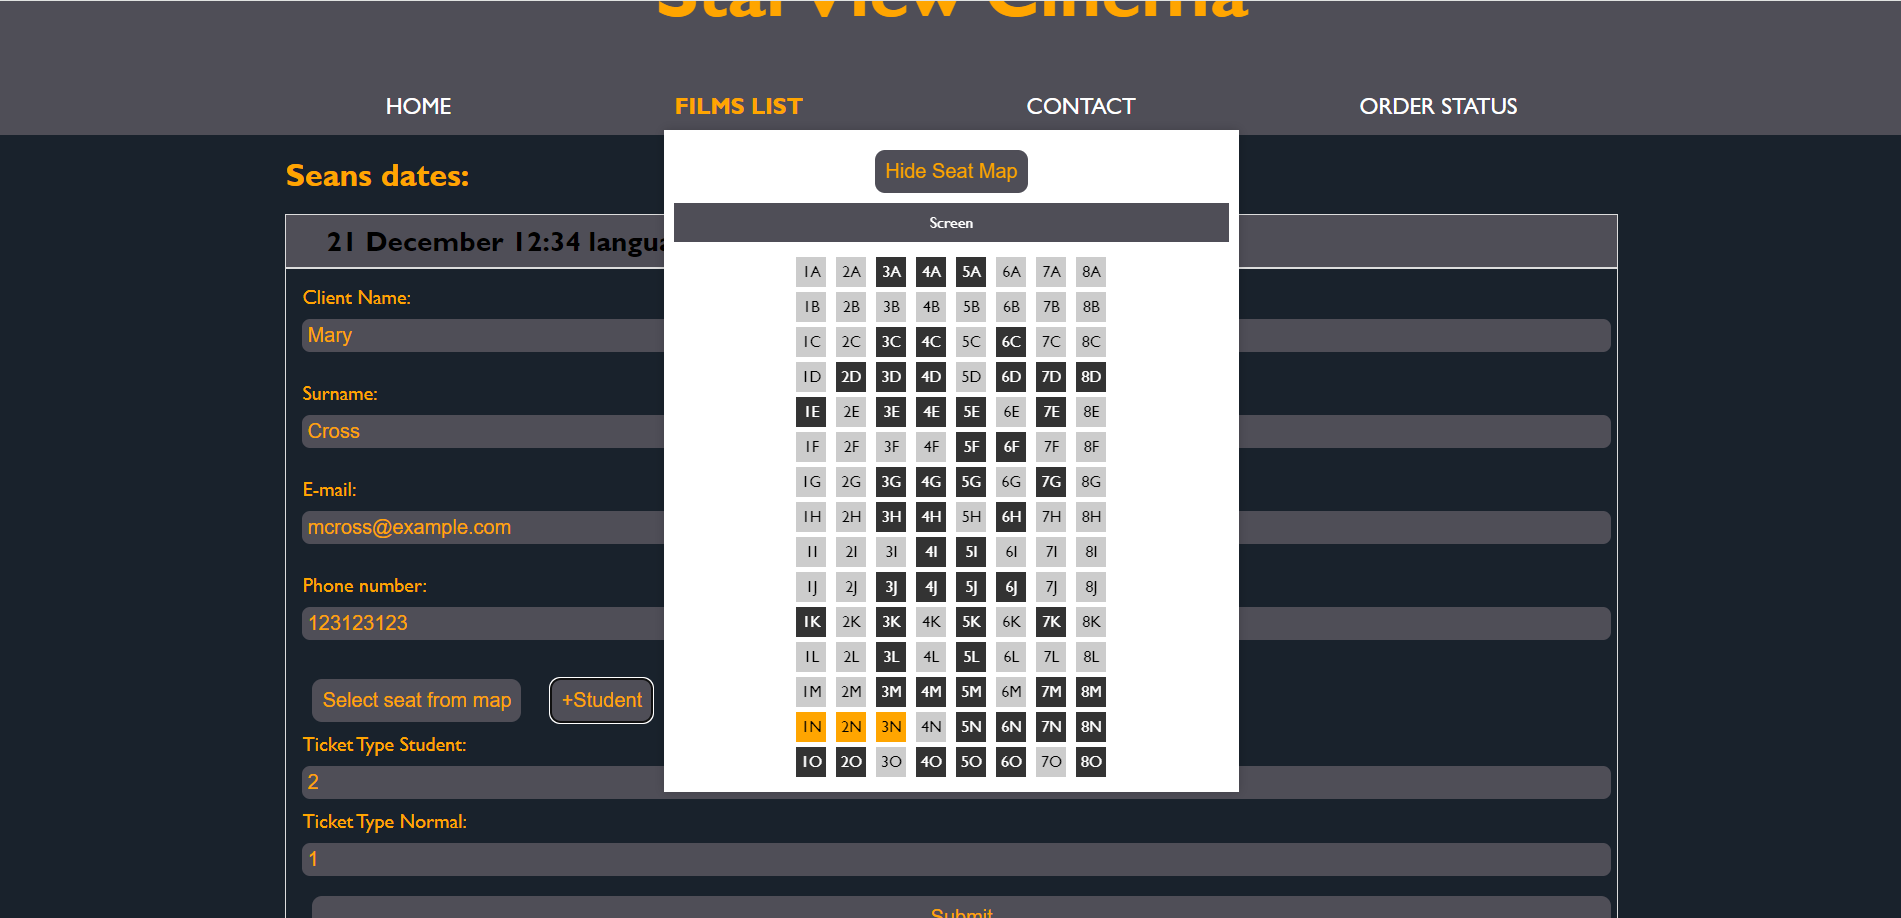 StarView Cinema
HOME FILMS LIST CONTACT ORDER STATUS
Seans dates:
21 December 12:34
Client Name:
Mary
Surname:
Cross
E-mail:
mcross@example.com
Phone number:
123123123
Select seat from map +Student
Ticket Type Student:
2
Ticket Type Normal:
1
Submit
Hide Seat Map
Screen
1A 2A 3A 4A 5A 6A 7A 8A
1B 2B 3B 4B 5B 6B 7B 8B
1C 2C 3C 4C 5C 6C 7C 8C
1D 2D 3D 4D 5D 6D 7D 8D
1E 2E 3E 4E 5E 6E 7E 8E
1F 2F 3F 4F 5F 6F 7F 8F
1G 2G 3G 4G 5G 6G 7G 8G
1H 2H 3H 4H 5H 6H 7H 8H
1I 2I 3I 4I 5I 6I 7I 8I
1J 2J 3J 4J 5J 6J 7J 8J
1K 2K 3K 4K 5K 6K 7K 8K
1L 2L 3L 4L 5L 6L 7L 8L
1M 2M 3M 4M 5M 6M 7M 8M
1N 2N 3N 4N 5N 6N 7N 8N
1O 2O 3O 4O 5O 6O 7O 8O